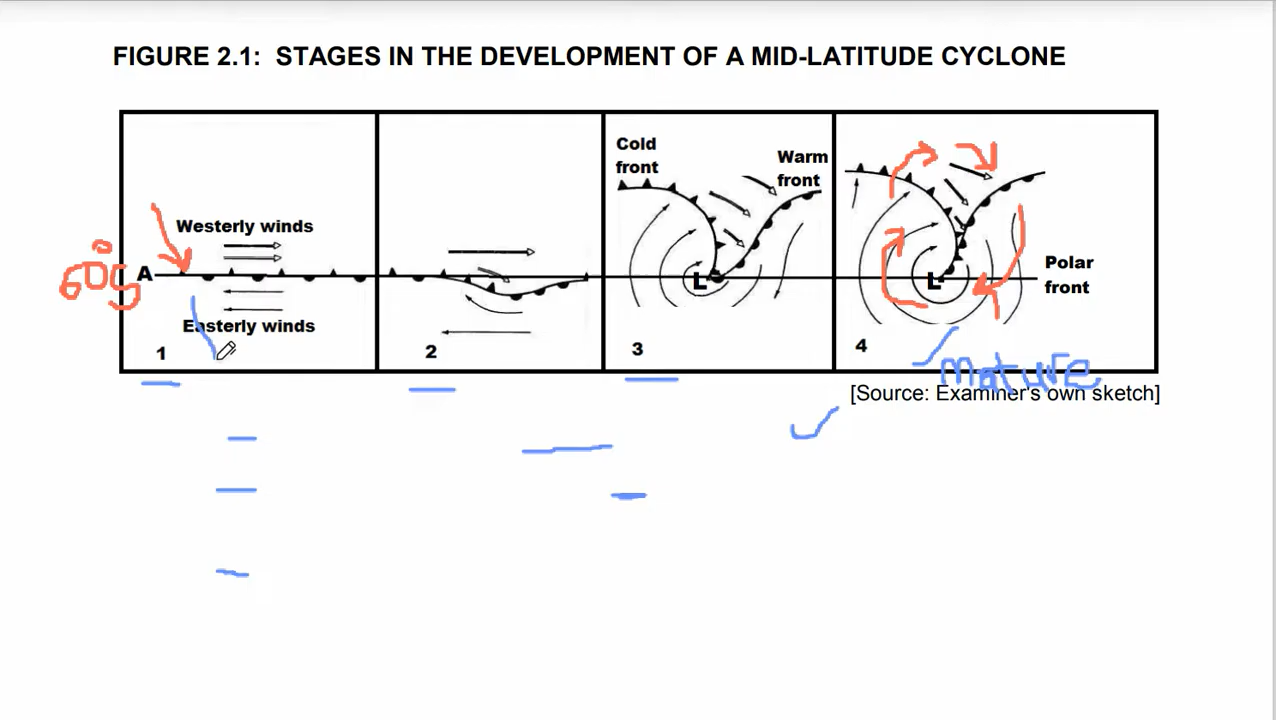 FIGURE 2.1: STAGES IN THE DEVELOPMENT OF A MID-LATITUDE CYCLONE
Cold
front
Warm
front
Westerly winds
60°S
A
L
L
Polar
front
Easterly winds
1
2
3
4
mature
[Source: Examiner's own sketch]